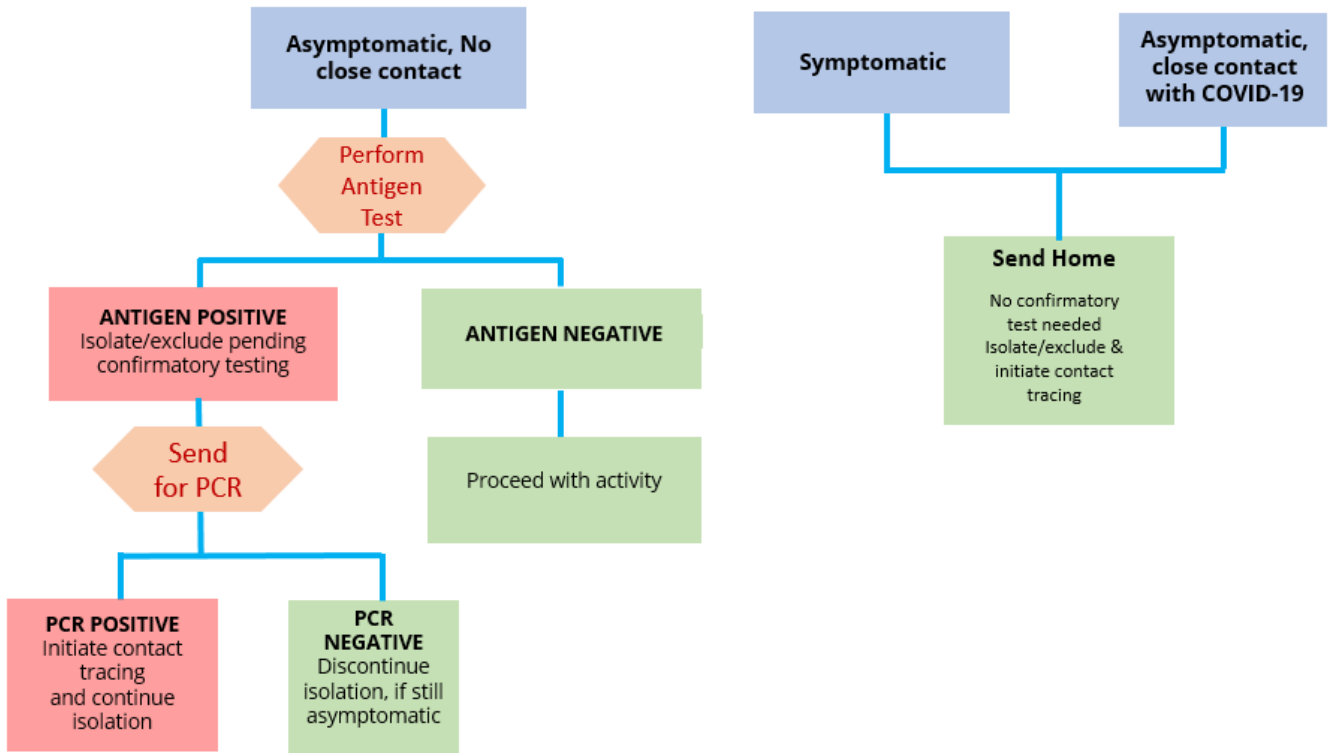 Asymptomatic, No
close contact
Perform
Antigen
Test
ANTIGEN POSITIVE
Isolate/exclude pending
confirmatory testing
ANTIGEN NEGATIVE
Send
for PCR
Proceed with activity
PCR POSITIVE
Initiate contact
tracing
and continue
isolation
PCR
NEGATIVE
Discontinue
isolation, if still
asymptomatic
Symptomatic
Asymptomatic,
close contact
with COVID-19
Send Home
No confirmatory
test needed
Isolate/exclude &
initiate contact
tracing